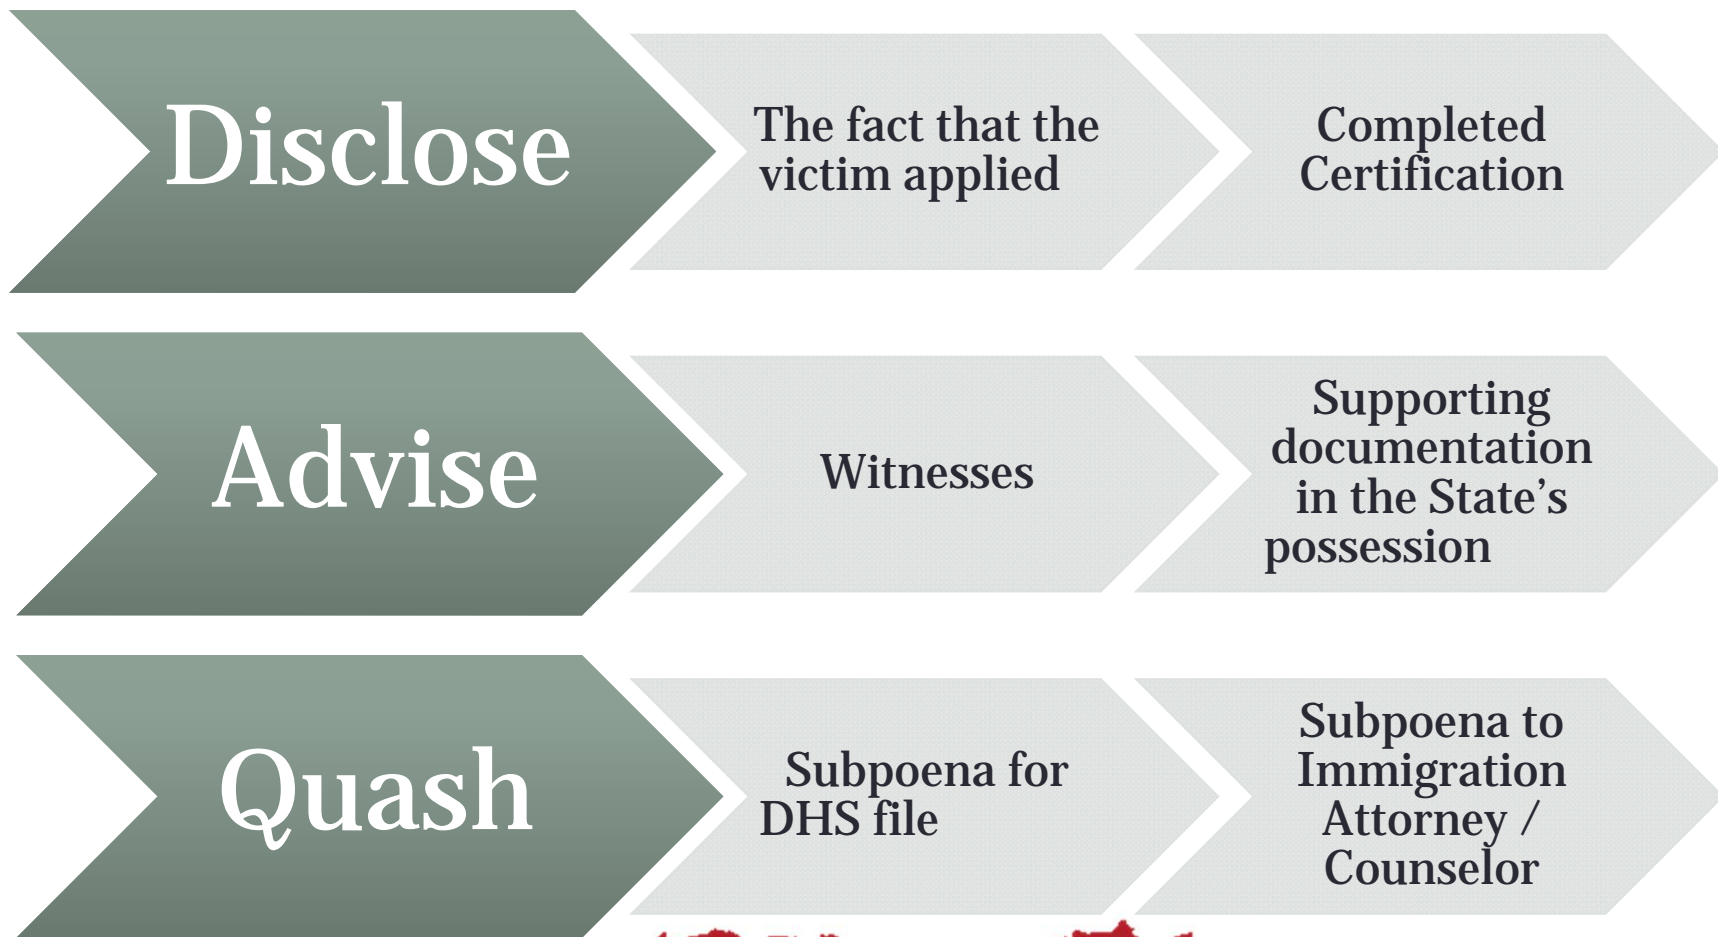 Disclose
The fact that the
victim applied
Completed
Certification
Advise
Witnesses
Supporting
documentation
in the State’s
possession
Quash
Subpoena for
DHS file
Subpoena to
Immigration
Attorney /
Counselor